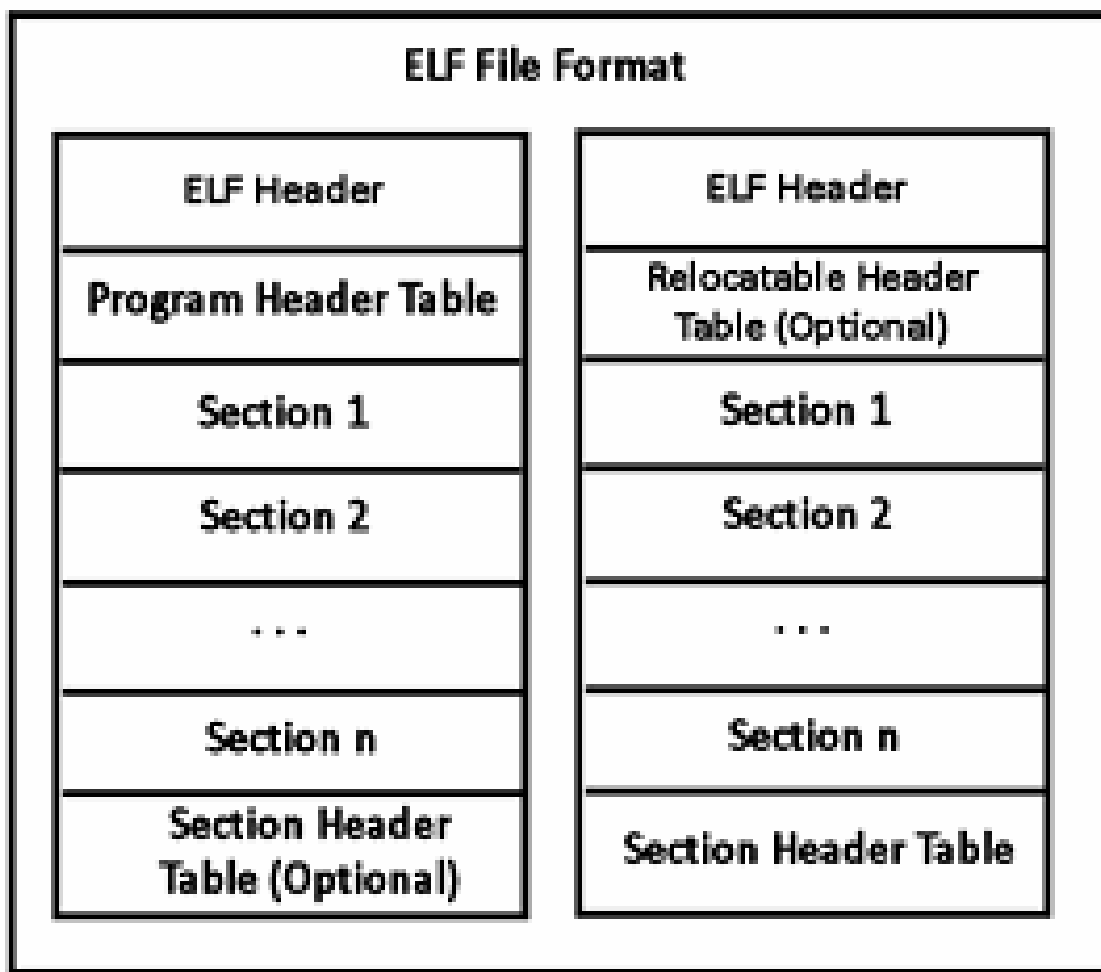 ELF File Format
ELF Header
Program Header Table
Section 1
Section 2
. . .
Section n
Section Header
Table (Optional)
ELF Header
Relocatable Header
Table (Optional)
Section 1
Section 2
. . .
Section n
Section Header Table